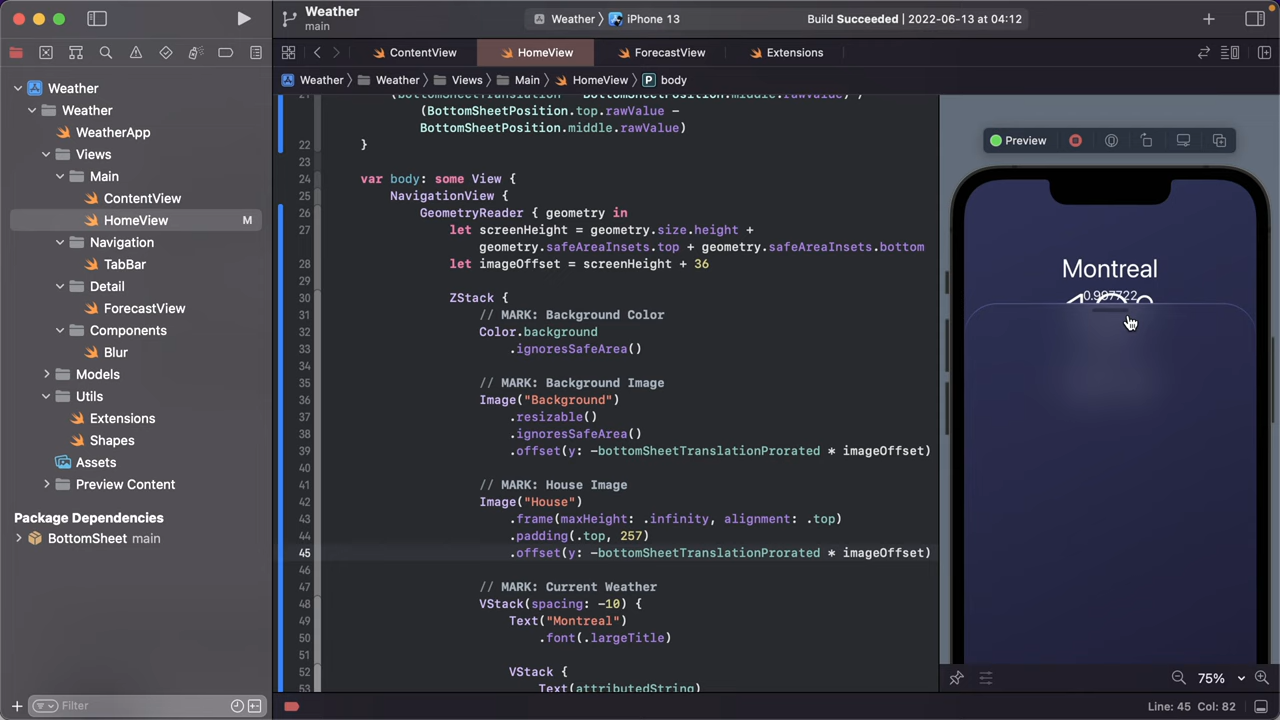 Weather
main
Weather 〉 iPhone 13
Build Succeeded | 2022-06-13 at 04:12
ContentView
HomeView
ForecastView
Extensions
Weather 〉 Weather 〉 Views 〉 Main 〉 HomeView 〉 P body
Weather
Weather
WeatherApp
Views
Main
ContentView
HomeView M
Navigation
TabBar
Detail
ForecastView
Components
Blur
Models
Utils
Extensions
Shapes
Assets
Preview Content
Package Dependencies
BottomSheet main
Filter
(BottomSheetPosition.top.rawValue -
BottomSheetPosition.middle.rawValue)
22 }
23
24 var body: some View {
25 NavigationView {
26 GeometryReader { geometry in
27 let screenHeight = geometry.size.height +
geometry.safeAreaInsets.top + geometry.safeAreaInsets.bottom
28 let imageOffset = screenHeight + 36
29
30 ZStack {
31 // MARK: Background Color
32 Color.background
33 .ignoresSafeArea()
34
35 // MARK: Background Image
36 Image("Background")
37 .resizable()
38 .ignoresSafeArea()
39 .offset(y: -bottomSheetTranslationProrated * imageOffset)
40
41 // MARK: House Image
42 Image("House")
43 .frame(maxHeight: .infinity, alignment: .top)
44 .padding(.top, 257)
45 .offset(y: -bottomSheetTranslationProrated * imageOffset)
46
47 // MARK: Current Weather
48 VStack(spacing: -10) {
49 Text("Montreal")
50 .font(.largeTitle)
51
52 VStack {
53 Text(attributedString)
Preview
Montreal
0.997722
75%
Line: 45 Col: 82